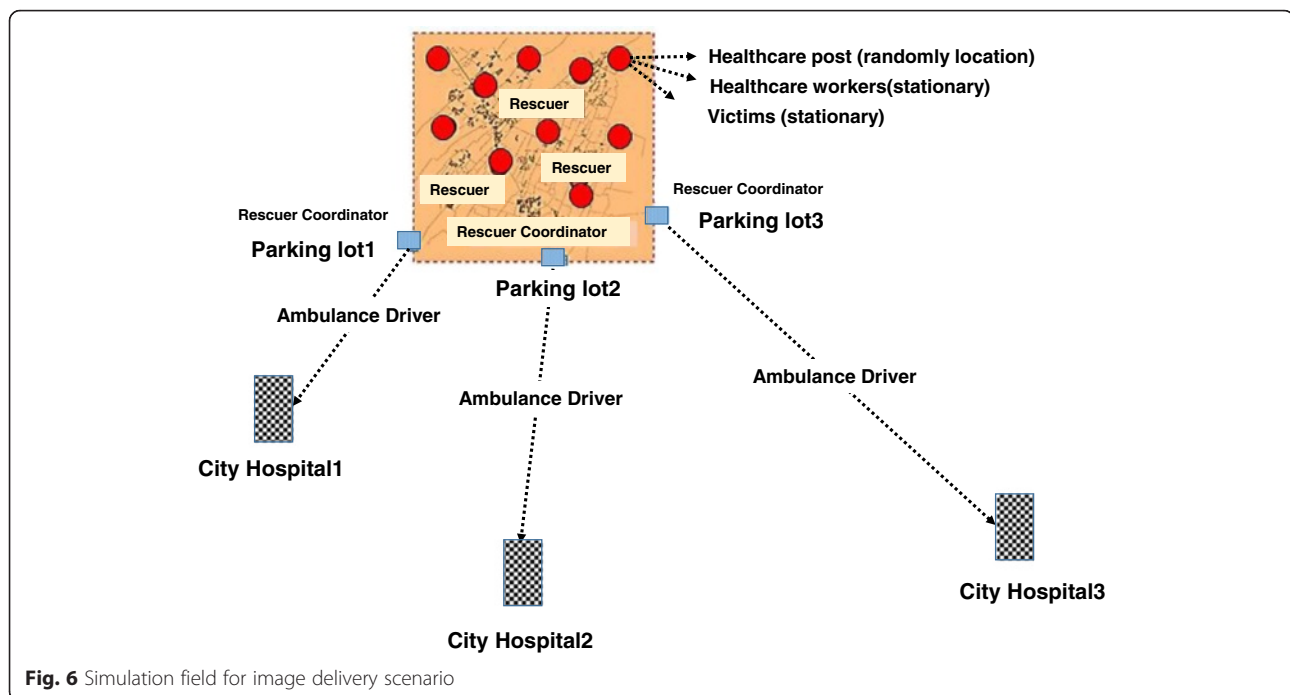 Healthcare post (randomly location)
Healthcare workers(stationary)
Victims (stationary)
Rescuer
Rescuer
Rescuer
Rescuer Coordinator
Parking lot1
Rescuer Coordinator
Rescuer Coordinator
Parking lot3
Parking lot2
Ambulance Driver
Ambulance Driver
Ambulance Driver
City Hospital1
City Hospital2
City Hospital3
Fig. 6 Simulation field for image delivery scenario